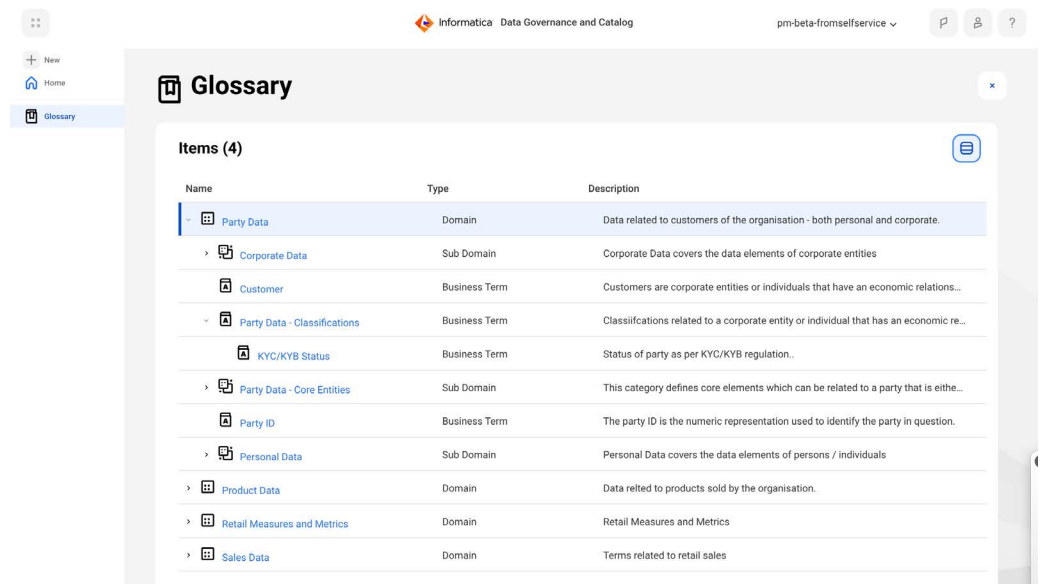 Informatica Data Governance and Catalog
pm-beta-fromselfservice
?
New
Home
Glossary
Glossary
Items (4)
Name Type Description
Party Data Domain Data related to customers of the organisation - both personal and corporate.
Corporate Data Sub Domain Corporate Data covers the data elements of corporate entities
Customer Business Term Customers are corporate entities or individuals that have an economic relations...
Party Data - Classifications Business Term Classiifcations related to a corporate entity or individual that has an economic re...
KYC/KYB Status Business Term Status of party as per KYC/KYB regulation..
Party Data - Core Entities Sub Domain This category defines core elements which can be related to a party that is eithe...
Party ID Business Term The party ID is the numeric representation used to identify the party in question.
Personal Data Sub Domain Personal Data covers the data elements of persons / individuals
Product Data Domain Data relted to products sold by the organisation.
Retail Measures and Metrics Domain Retail Measures and Metrics
Sales Data Domain Terms related to retail sales